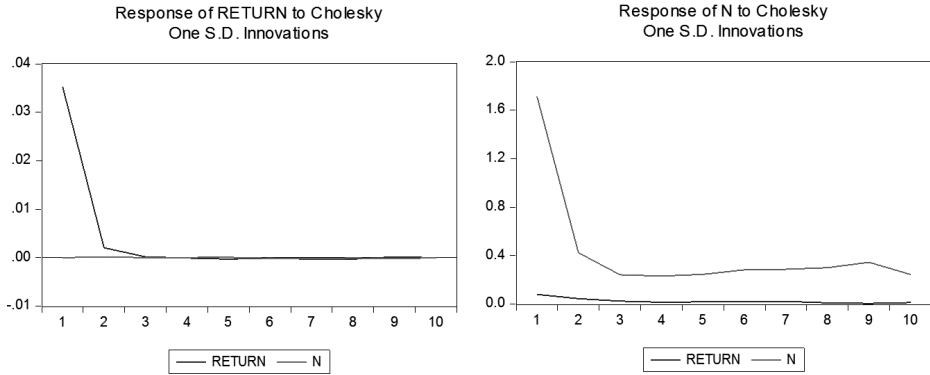 Response of RETURN to Cholesky
One S.D. Innovations
.04
.03
.02
.01
.00
-.01
1 2 3 4 5 6 7 8 9 10
RETURN N
Response of N to Cholesky
One S.D. Innovations
2.0
1.6
1.2
0.8
0.4
0.0
1 2 3 4 5 6 7 8 9 10
RETURN N